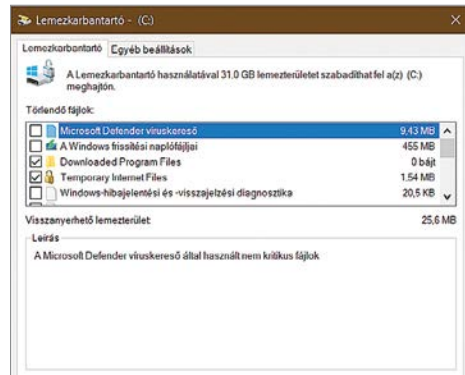 Lemezkarbantartó - (C:)
Lemezkarbantartó Egyéb beállítások
A Lemezkarbantartó használatával 31.0 GB lemezterületet szabadíthat fel a(z) (C:)
meghajtón.
Törlendő fájlok:
Microsoft Defender víruskereső 9,43 MB
A Windows frissítési naplófájljai 455 MB
Downloaded Program Files 0 bájt
Temporary Internet Files 1,54 MB
Windows-hibajelentési és -visszajelzési diagnosztika 20,5 KB
Visszanyerhető lemezterület: 25,6 MB
Leírás
A Microsoft Defender víruskereső által használt nem kritikus fájlok